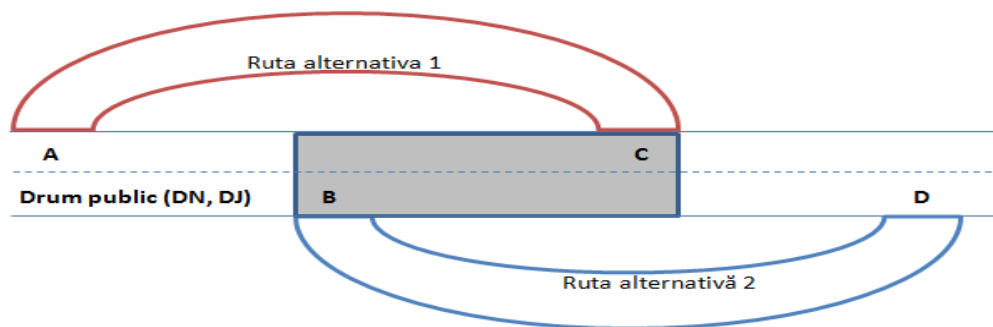 Ruta alternativa 1
A
C
Drum public (DN, DJ)
B
D
Ruta alternativă 2